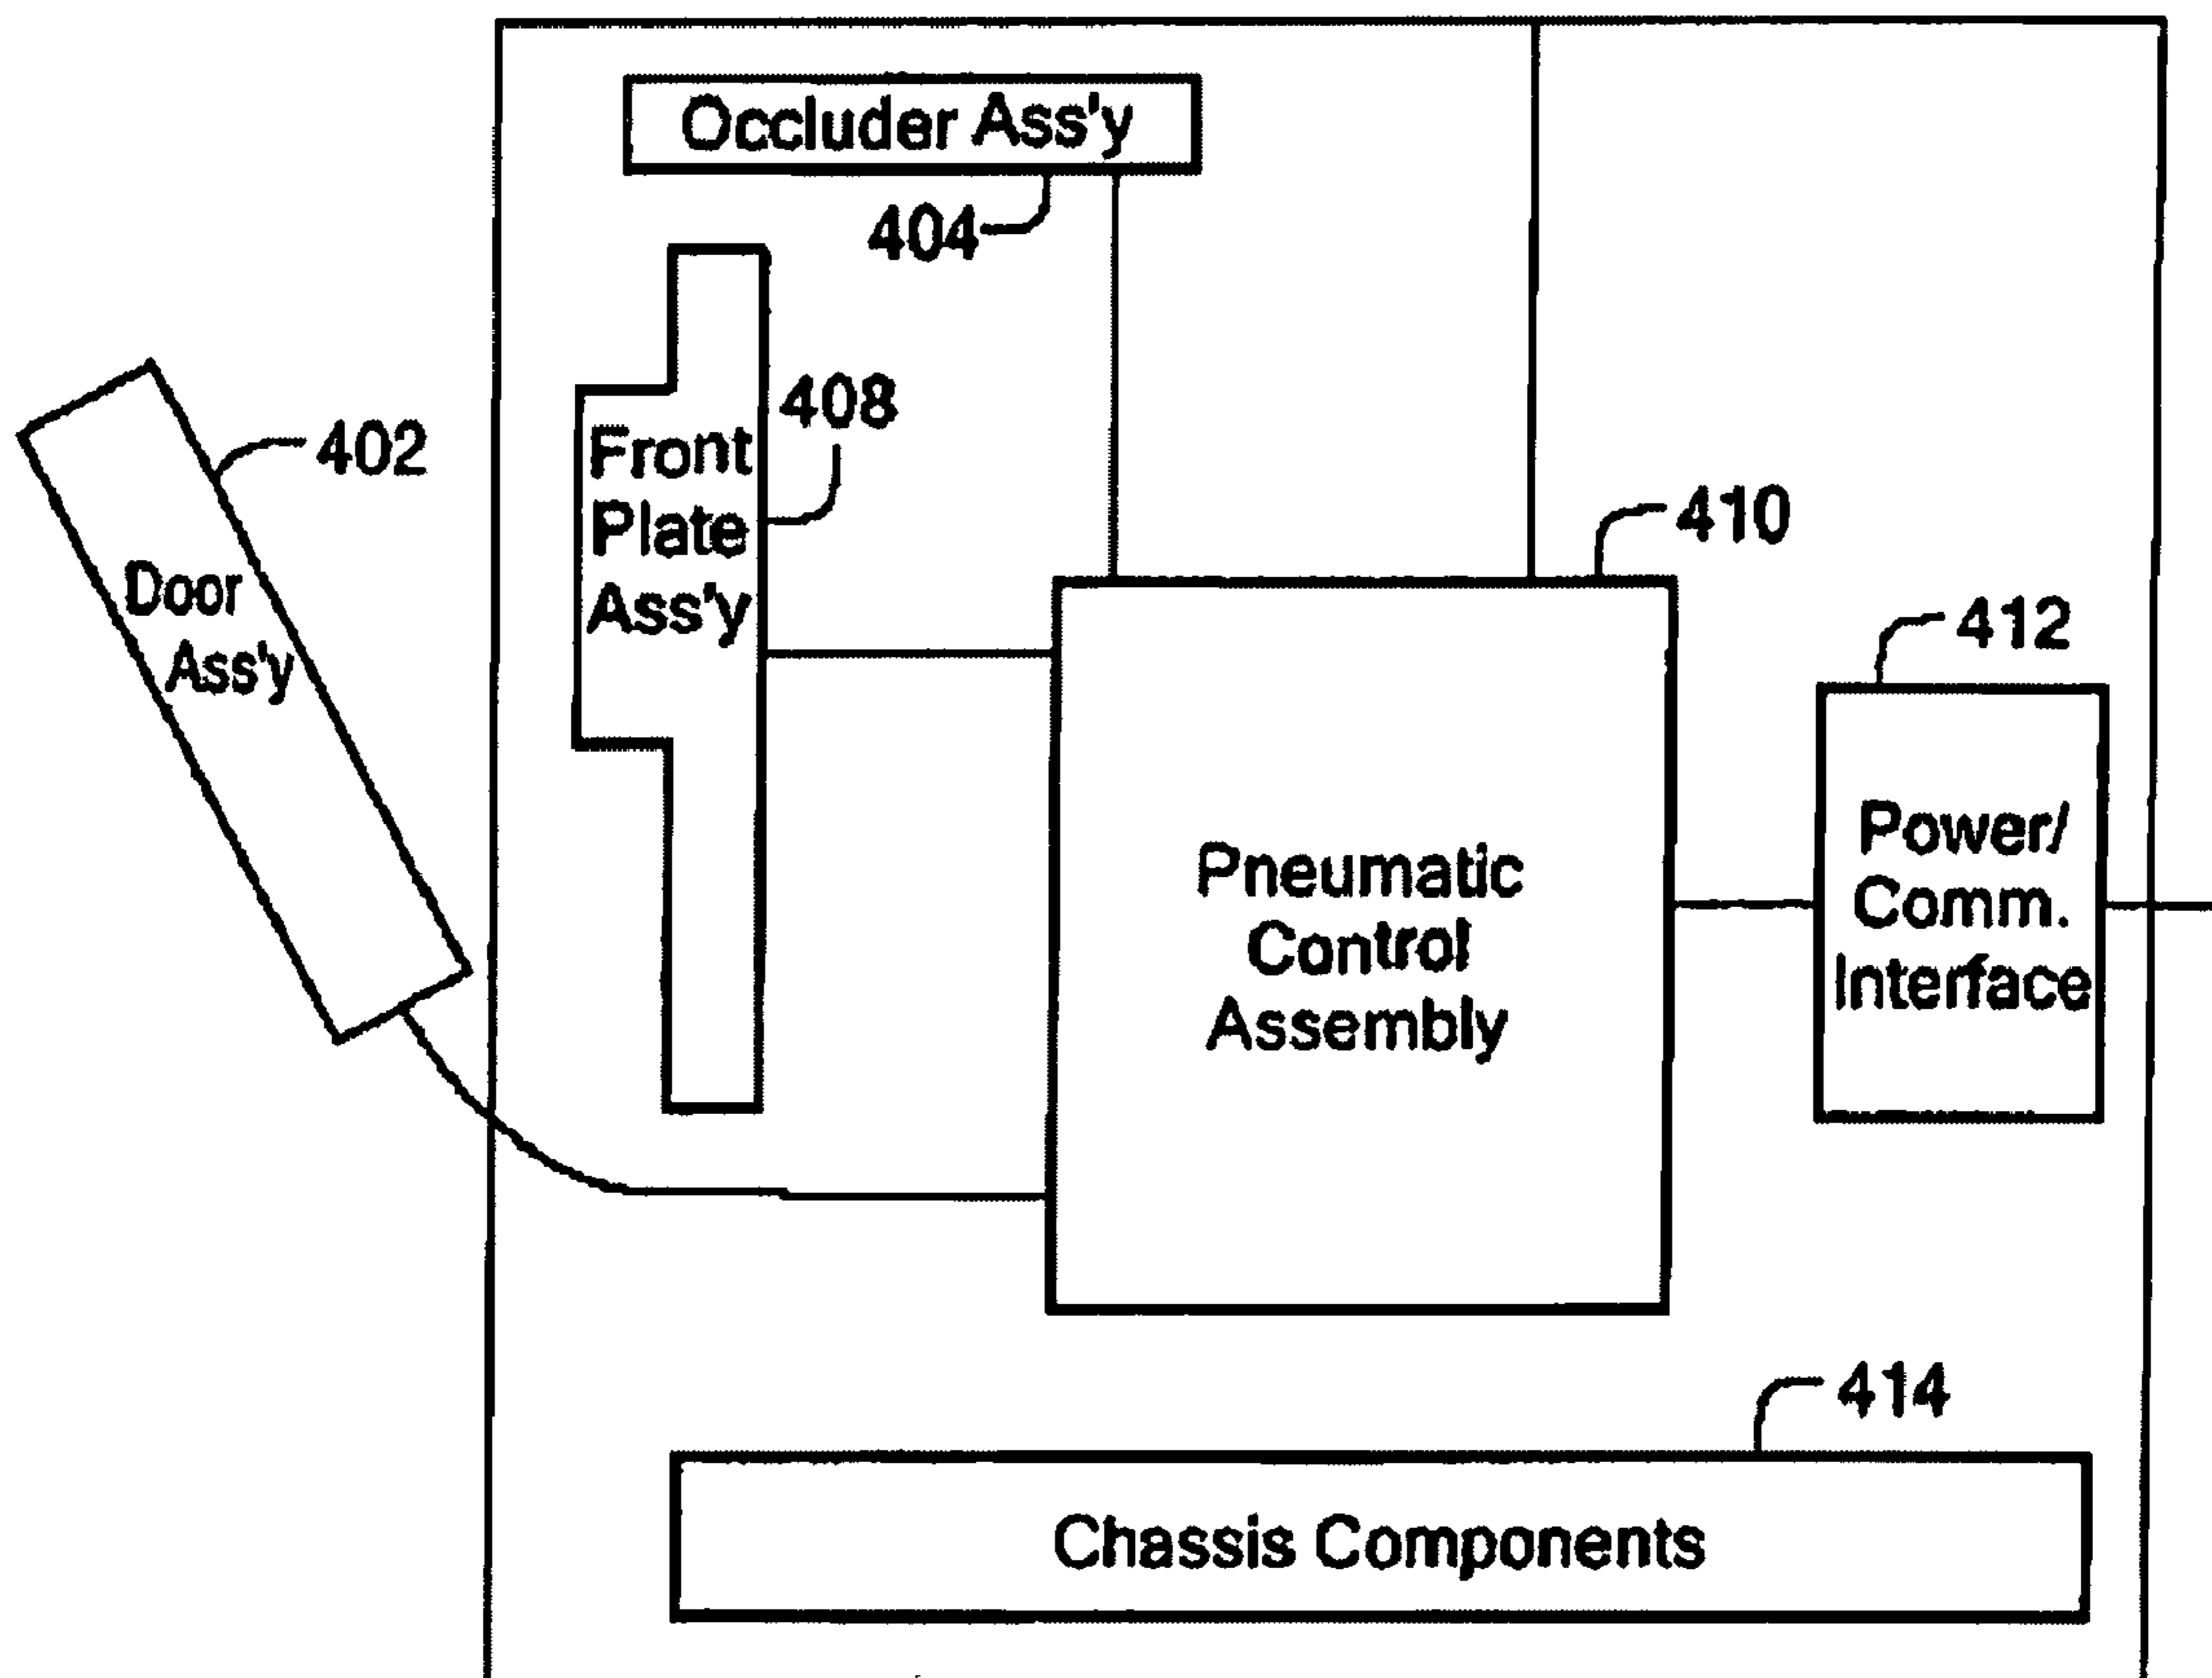 Occluder Ass'y
404
408
Front
Plate
Ass'y
402
Door
Ass'y
410
412
Pneumatic
Control
Assembly
Power/
Comm.
Interface
414
Chassis Components